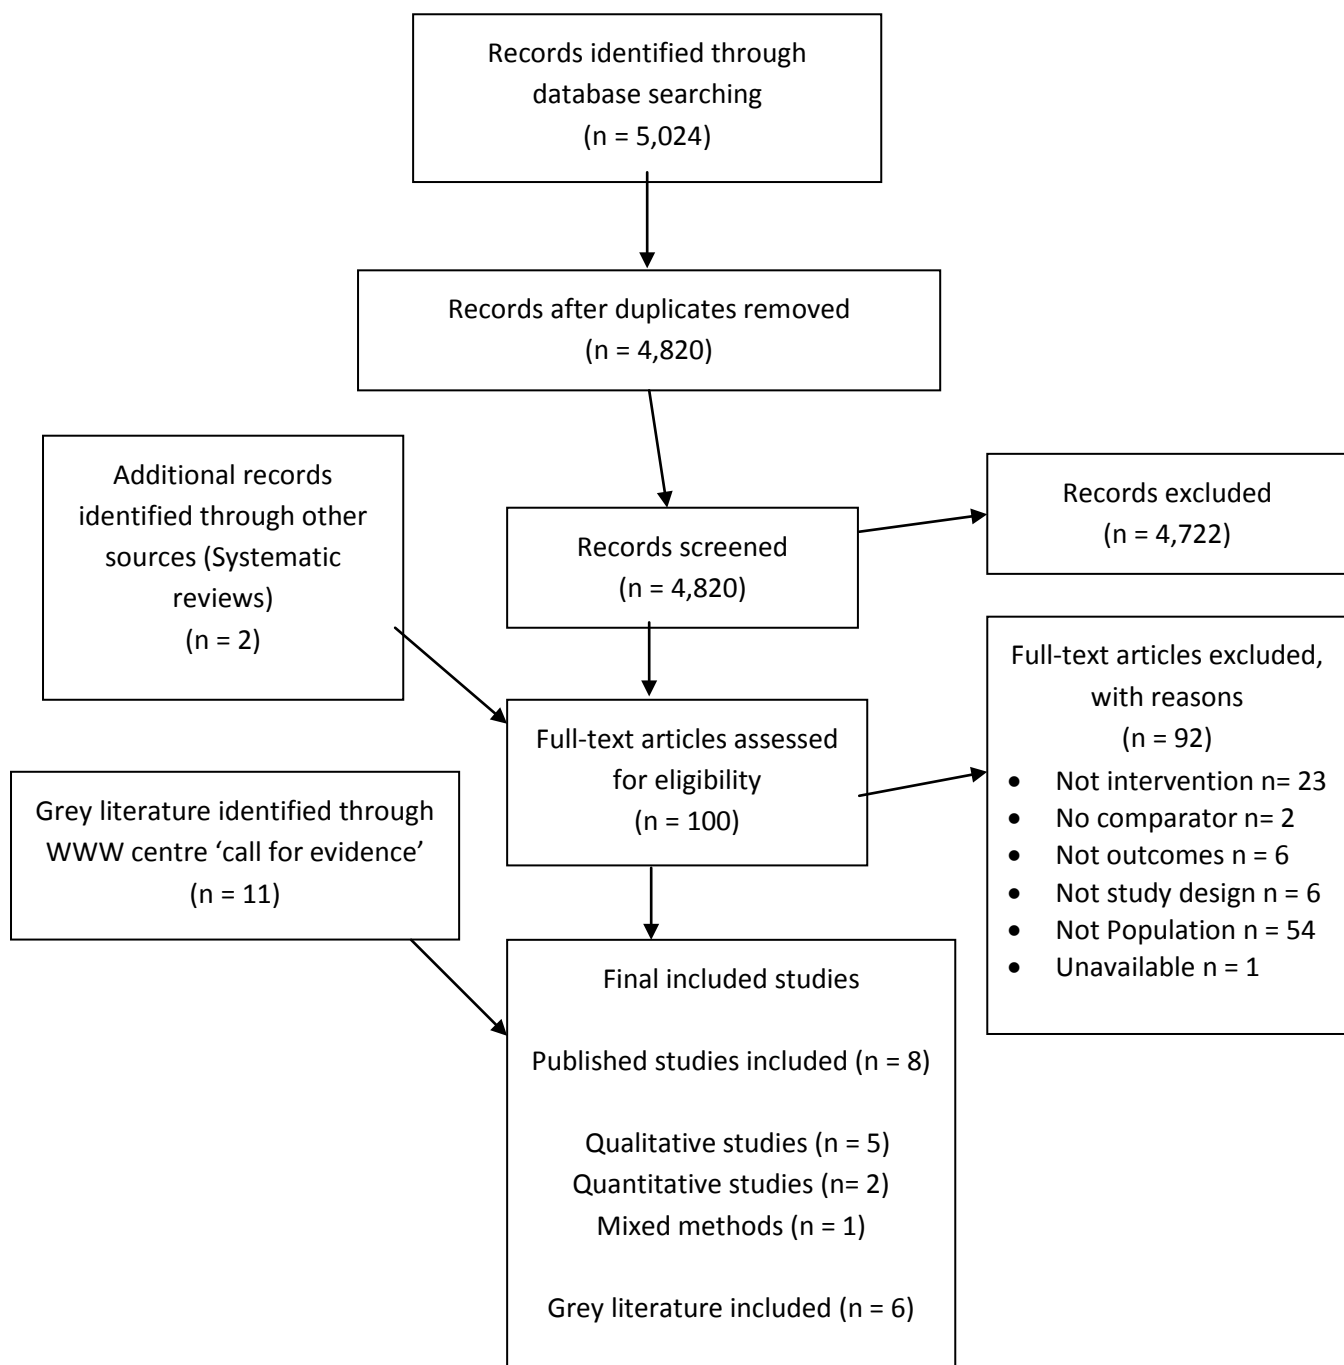 Records identified through
database searching
(n = 5,024)
Records after duplicates removed
(n = 4,820)
Additional records
identified through other
sources (Systematic
reviews)
(n = 2)
Records screened
(n = 4,820)
Records excluded
(n = 4,722)
Full-text articles assessed
for eligibility
(n = 100)
Full-text articles excluded,
with reasons
(n = 92)
• Not intervention n= 23
• No comparator n= 2
• Not outcomes n = 6
• Not study design n = 6
• Not Population n = 54
• Unavailable n = 1
Grey literature identified through
WWW centre ‘call for evidence’
(n = 11)
Final included studies
Published studies included (n = 8)
Qualitative studies (n = 5)
Quantitative studies (n= 2)
Mixed methods (n = 1)
Grey literature included (n = 6)